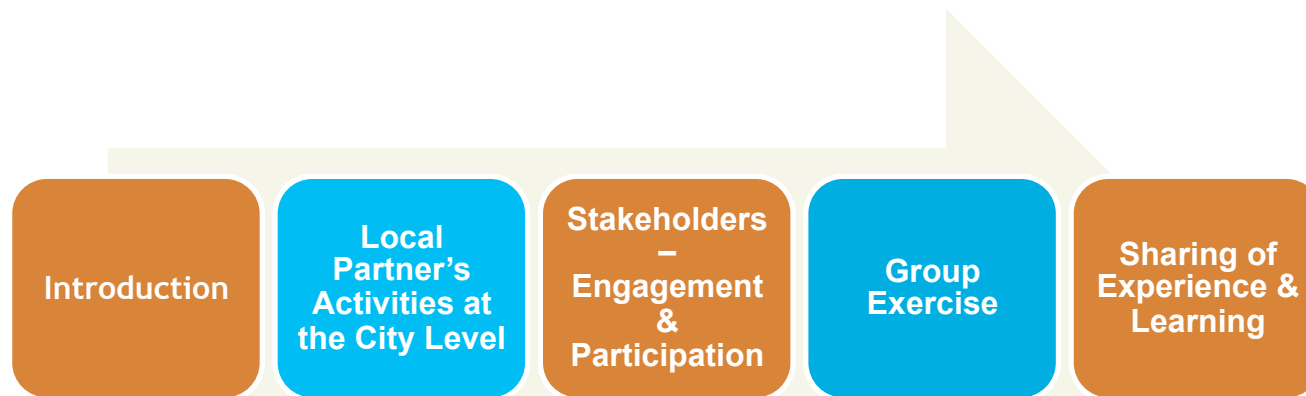 Introduction
Local
Partner’s
Activities at
the City Level
Stakeholders
–
Engagement
&
Participation
Group
Exercise
Sharing of
Experience &
Learning